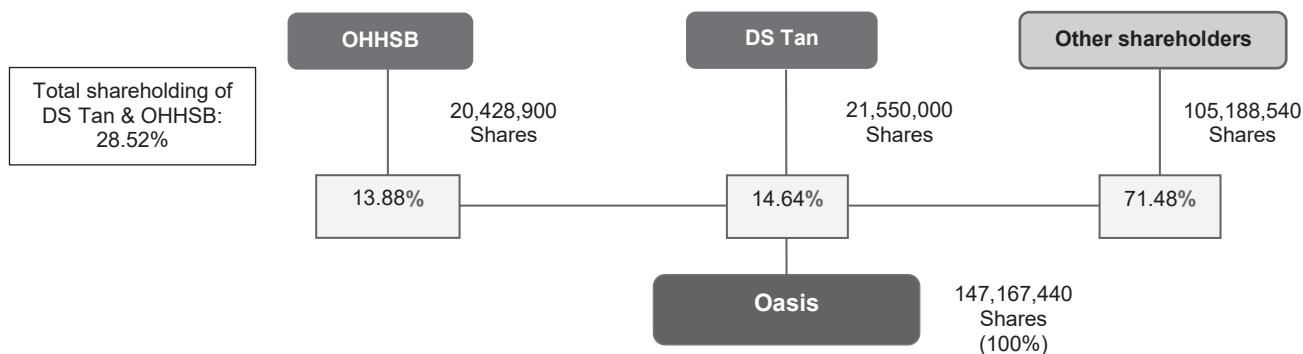 OHHSB
DS Tan
Other shareholders
Total shareholding of
DS Tan & OHHSB:
28.52%
20,428,900
Shares
21,550,000
Shares
105,188,540
Shares
13.88%
14.64%
71.48%
Oasis
147,167,440
Shares
(100%)